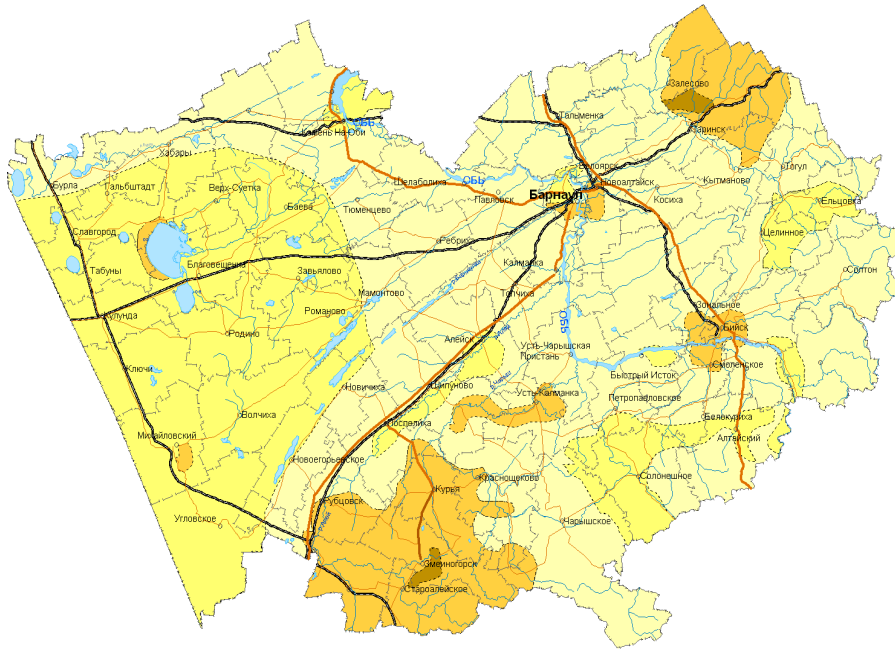 Залесово
Тальменка
ОБЬ
Камень На Оби
Заринск
Хабары
Белоярск
Тогул
Бурла
Гальбштадт
Шелаболиха
ОБЬ
Новоалтайск
Кытманово
Верх-Суетка
Барнаул
Павловск
Косиха
Ельцовка
Баева
Тюменцево
Славгород
Целинное
Ребриха
Табуны
Благовещенка
Калманка
Солтон
Завьялово
Мамонтово
Топчиха
Зональное
Кулунда
Романово
ОБЬ
Бийск
Родино
Алейск
Усть-Чарышская
Пристань
Ключи
Смоленское
Быстрый Исток
Новичиха
Шипуново
Усть-Калманка
Петропавловское
Волчиха
Белокуриха
Поспелиха
Михайловский
Алтайский
Новоегорьевское
Краснощеково
Солонешное
Курья
Рубцовск
Угловское
Чарышское
Змеиногорск
Староалейское